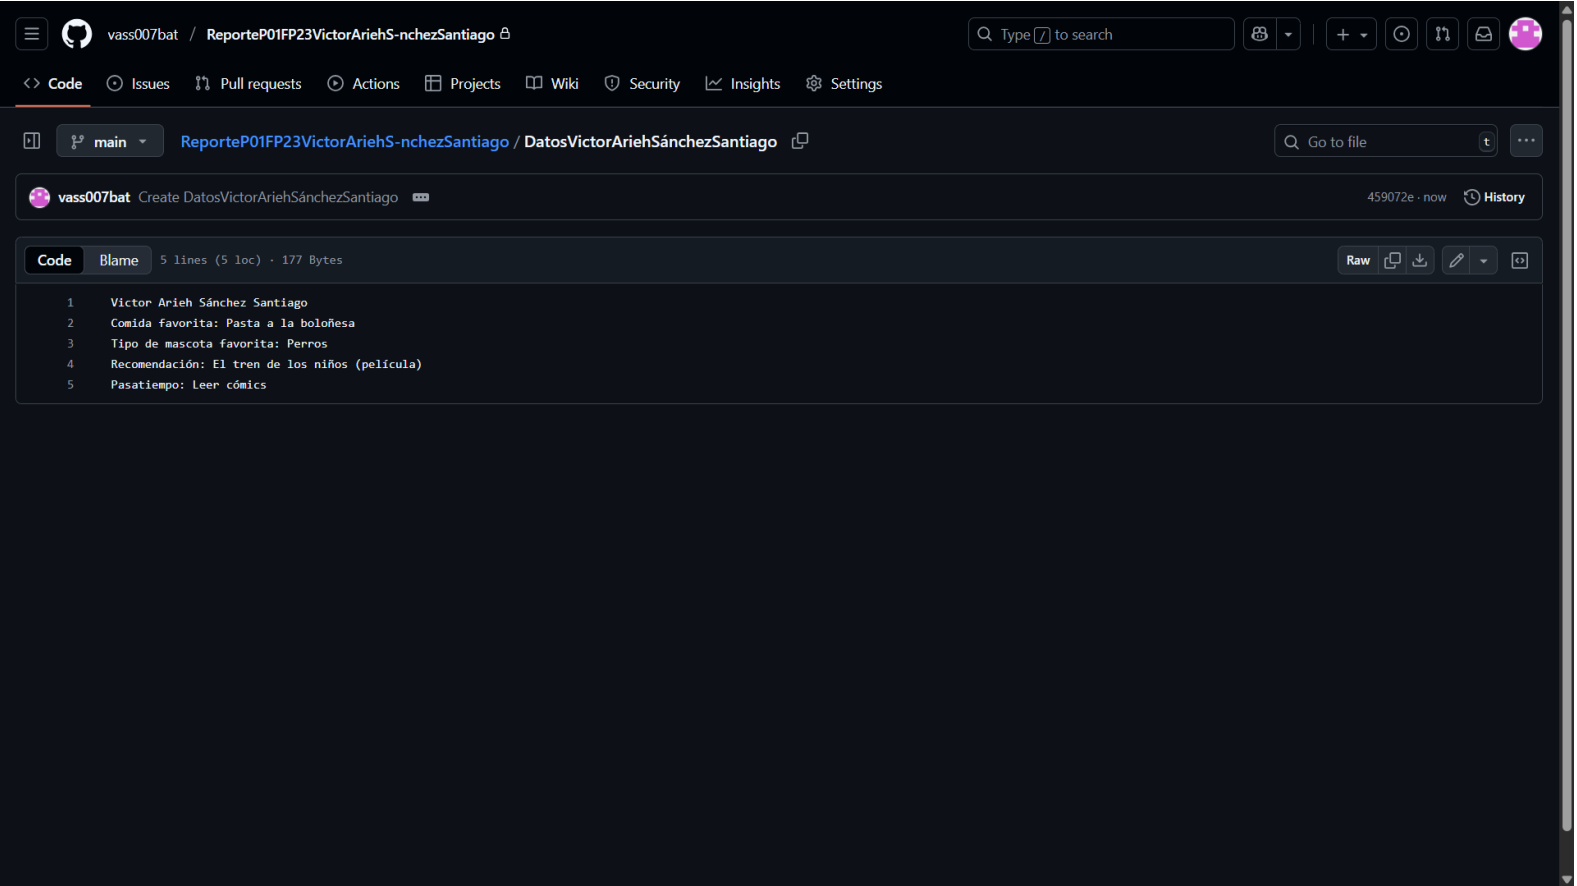 vass007bat / ReporteP01FP23VictorAriehS-nchezSantiago
Type / to search
Code Issues Pull requests Actions Projects Wiki Security Insights Settings
main ReporteP01FP23VictorAriehS-nchezSantiago / DatosVictorAriehSánchezSantiago
Go to file t
vass007bat Create DatosVictorAriehSánchezSantiago
459072e · now History
Code Blame 5 lines (5 loc) · 177 Bytes
Raw
1 Victor Arieh Sánchez Santiago
2 Comida favorita: Pasta a la boloñesa
3 Tipo de mascota favorita: Perros
4 Recomendación: El tren de los niños (película)
5 Pasatiempo: Leer cómics